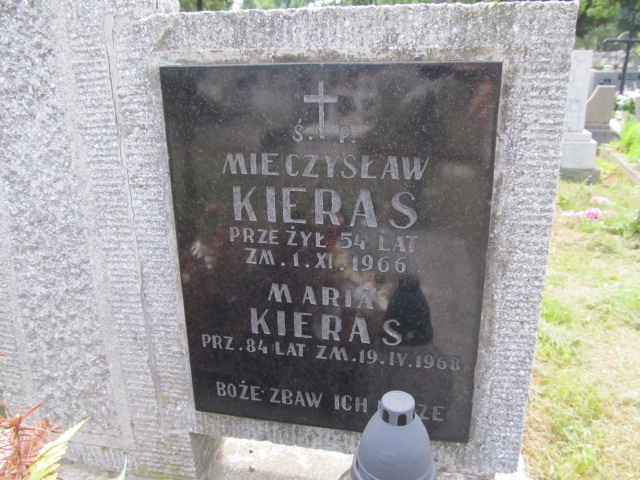 Ś. P.
MIECZYSŁAW
KIERAS
PRZEŻYŁ 54 LAT
ZM. 1. XI. 1966
MARIA
KIERAS
PRZ. 84 LAT ZM. 19. IV. 1968
BOŻE ZBAW ICH